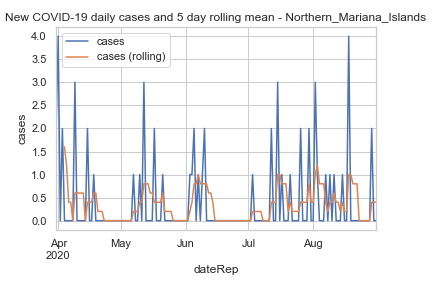 New COVID-19 daily cases and 5 day rolling mean - Northern_Mariana_Islands
cases
cases (rolling)
4.0
3.5
3.0
2.5
2.0
1.5
1.0
0.5
0.0
cases
Apr
2020
May
Jun
Jul
Aug
dateRep